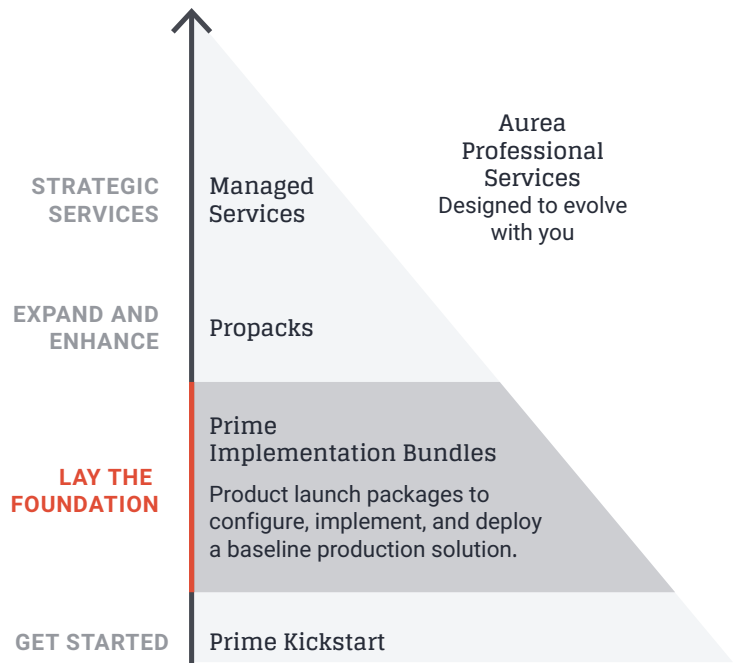 Aurea
Professional
Services
Designed to evolve
with you
STRATEGIC
SERVICES
Managed
Services
EXPAND AND
ENHANCE
Propacks
LAY THE
FOUNDATION
Prime
Implementation Bundles
Product launch packages to
configure, implement, and deploy
a baseline production solution.
GET STARTED
Prime Kickstart